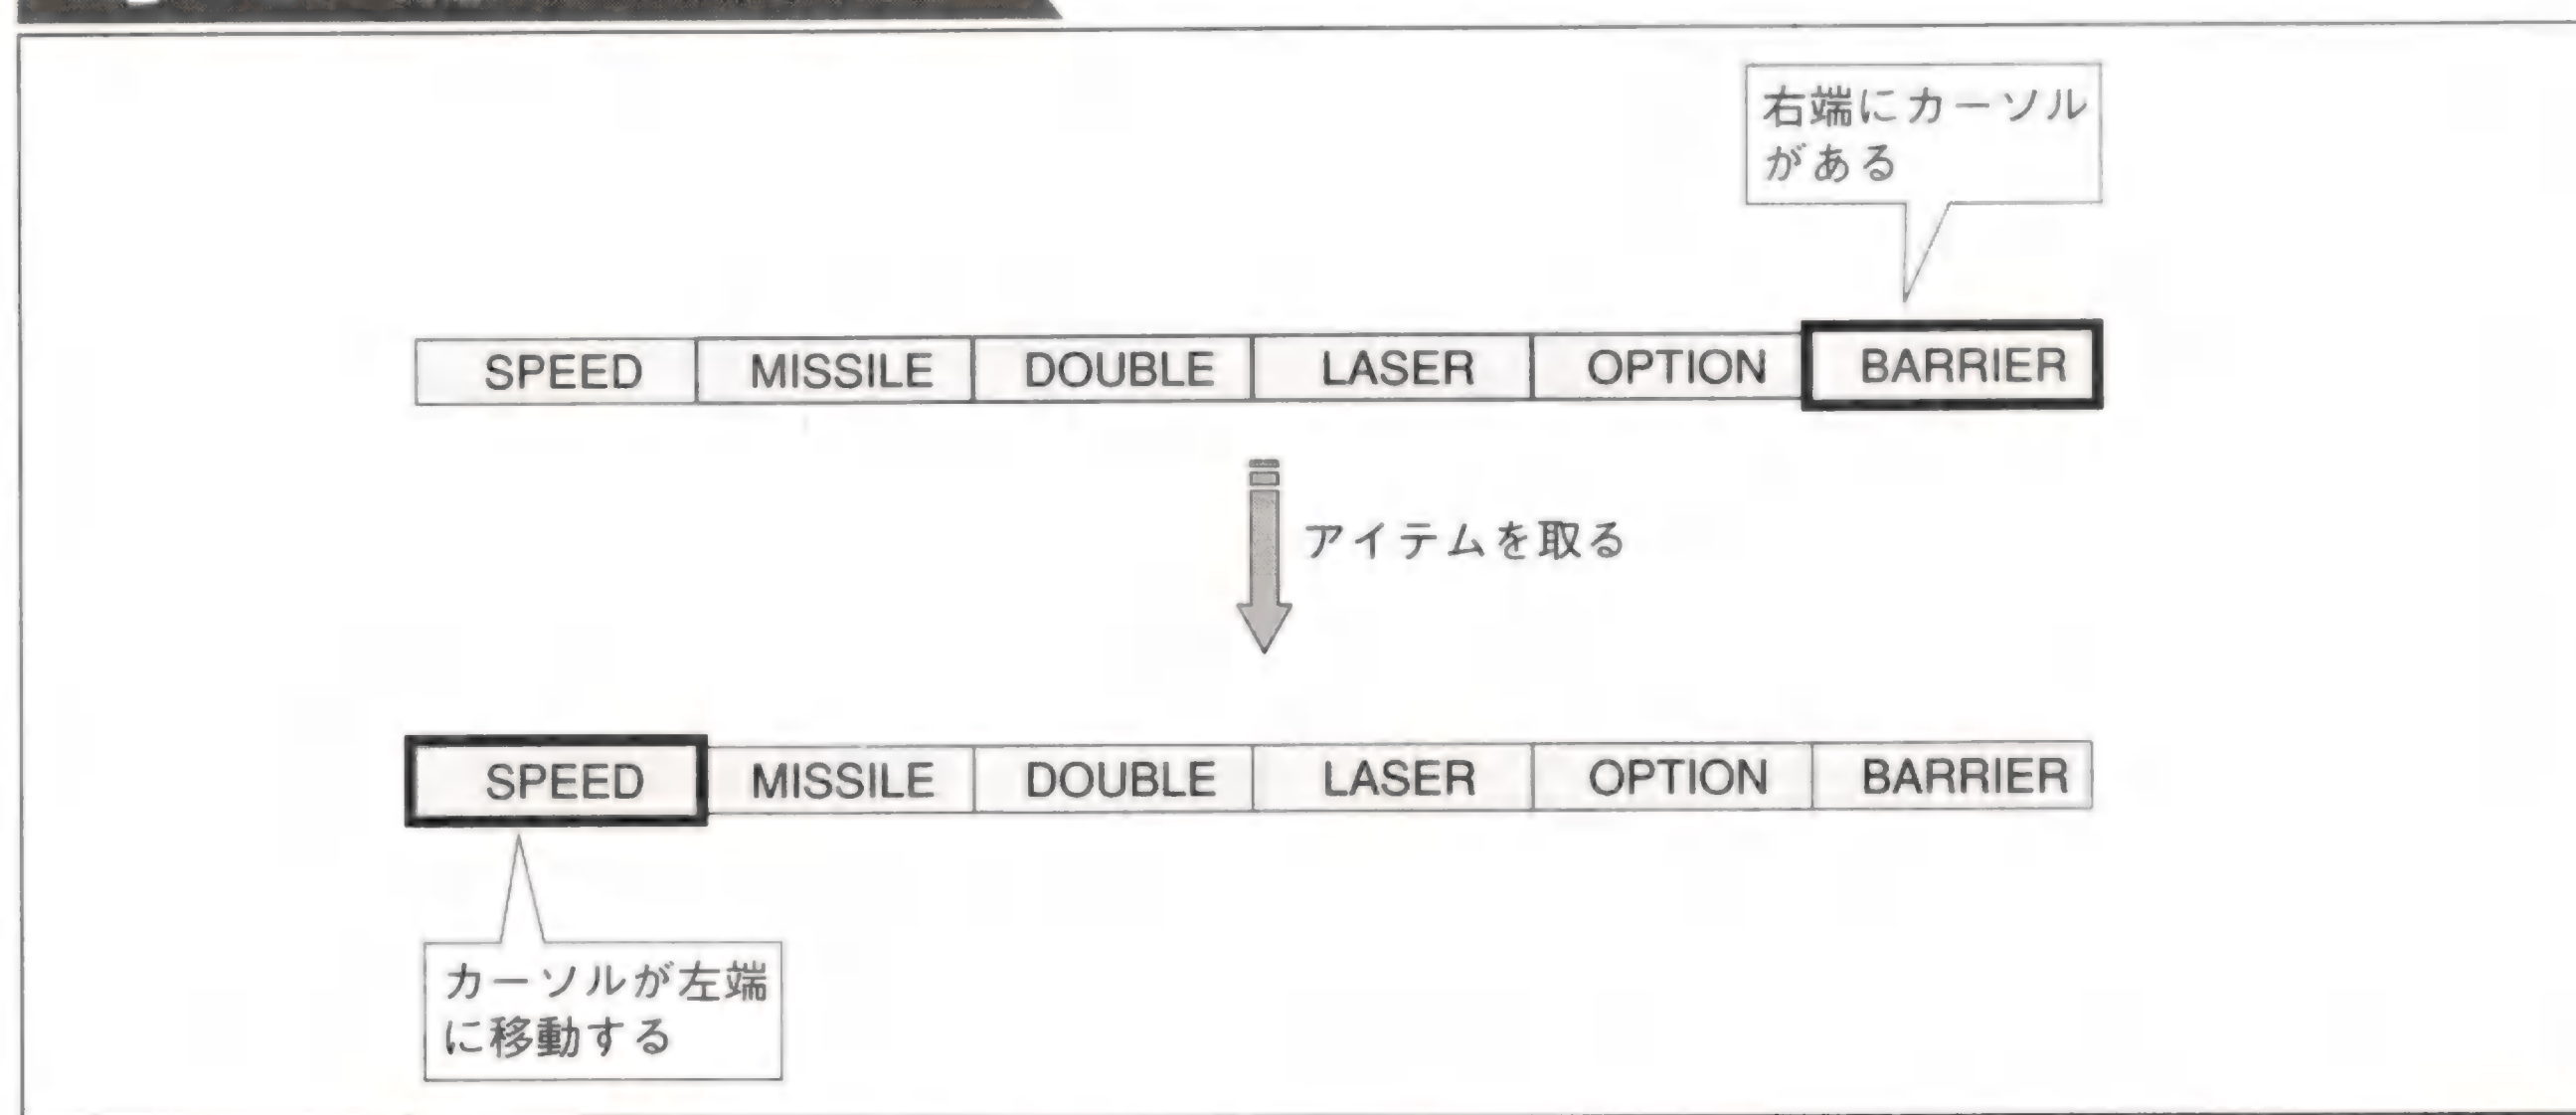 右端にカーソル
がある
SPEED MISSILE DOUBLE LASER OPTION BARRIER
アイテムを取る
SPEED MISSILE DOUBLE LASER OPTION BARRIER
カーソルが左端
に移動する